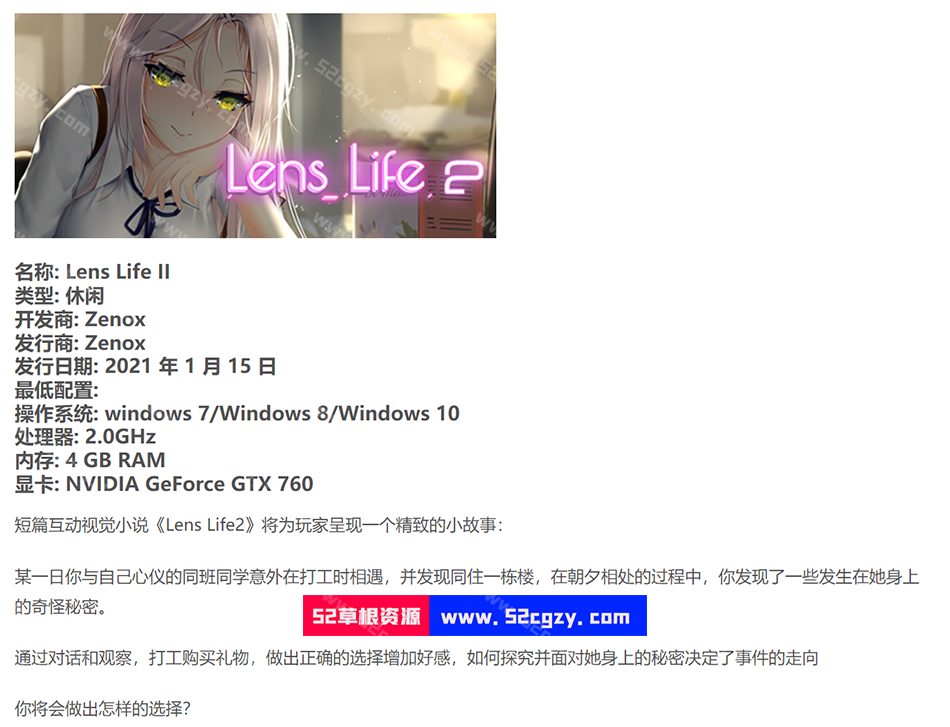 Lens Life 2
名称: Lens Life II
类型: 休闲
开发商: Zenox
发行商: Zenox
发行日期: 2021 年 1 月 15 日
最低配置:
操作系统: windows 7/Windows 8/Windows 10
处理器: 2.0GHz
内存: 4 GB RAM
显卡: NVIDIA GeForce GTX 760
短篇互动视觉小说《Lens Life2》将为玩家呈现一个精致的小故事：
某一日你与自己心仪的同班同学意外在打工时相遇，并发现同住一栋楼，在朝夕相处的过程中，你发现了一些发生在她身上
的奇怪秘密。
52草根资源 www.52cgzy.com
通过对话和观察，打工购买礼物，做出正确的选择增加好感，如何探究并面对她身上的秘密决定了事件的走向
你将会做出怎样的选择？